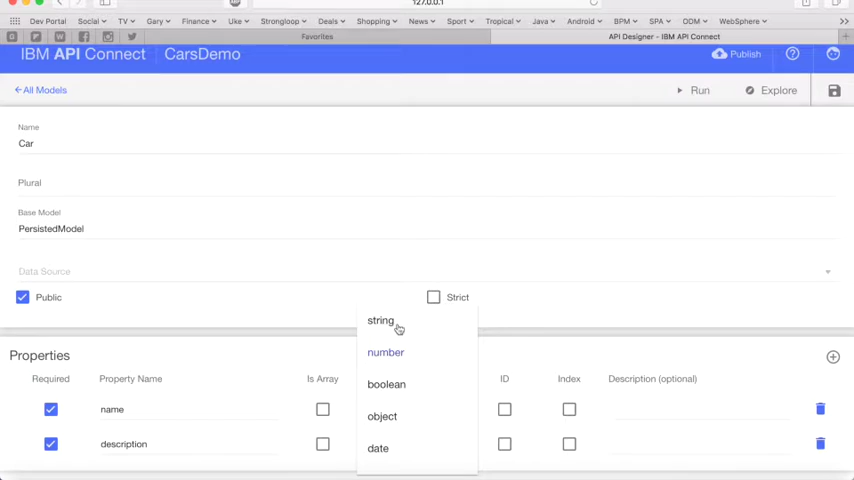 127.0.0.1
Dev Portal Social TV Gary Finance Uke Strongloop Deals Shopping News Sport Tropical Java Android BPM SPA ODM WebSphere
Favorites API Designer - IBM API Connect
IBM API Connect CarsDemo Publish
All Models Run Explore
Name
Car
Plural
Base Model
PersistedModel
Data Source
Public Strict
string
number
boolean
object
date
Properties
Required Property Name Is Array ID Index Description (optional)
name
description